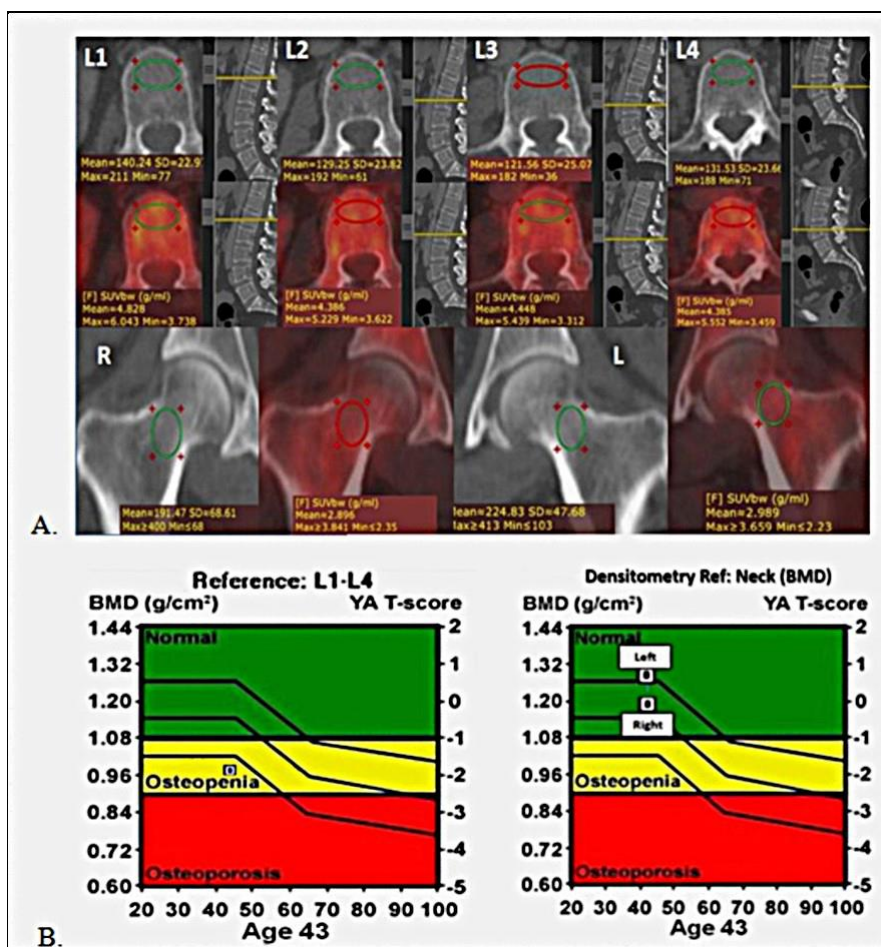 L1
L2
L3
L4
Mean=140.24 SD=22.97
Max=211 Min=77
Mean=129.25 SD=23.82
Max=192 Min=61
Mean=121.56 SD=25.07
Max=182 Min=36
Mean=131.53 SD=23.66
Max=188 Min=71
[F] SUVbw (g/ml)
Mean=4.828
Max=6.043 Min=3.738
[F] SUVbw (g/ml)
Mean=4.386
Max=5.229 Min=3.622
[F] SUVbw (g/ml)
Mean=4.448
Max=5.439 Min=3.312
[F] SUVbw (g/ml)
Mean=4.385
Max=5.552 Min=3.459
R
L
Mean=191.47 SD=68.61
Max≥400 Min≤68
[F] SUVbw (g/ml)
Mean=2.896
Max≥3.841 Min≤2.35
Mean=224.83 SD=47.68
Max≥413 Min≤103
[F] SUVbw (g/ml)
Mean=2.989
Max≥3.659 Min≤2.23
A.
Reference: L1-L4
BMD (g/cm²) YA T-score
1.44 2
Normal
1.32 1
1.20 0
1.08 -1
0.96 -2
Osteopenia
0.84 -3
0.72 -4
0.60 -5
Osteoporosis
20 30 40 50 60 70 80 90 100
Age 43
Densitometry Ref: Neck (BMD)
BMD (g/cm²) YA T-score
1.44 2
Normal
Left
1.32 1
1.20 0
Right
1.08 -1
0.96 -2
Osteopenia
0.84 -3
0.72 -4
0.60 -5
Osteoporosis
20 30 40 50 60 70 80 90 100
Age 43
B.